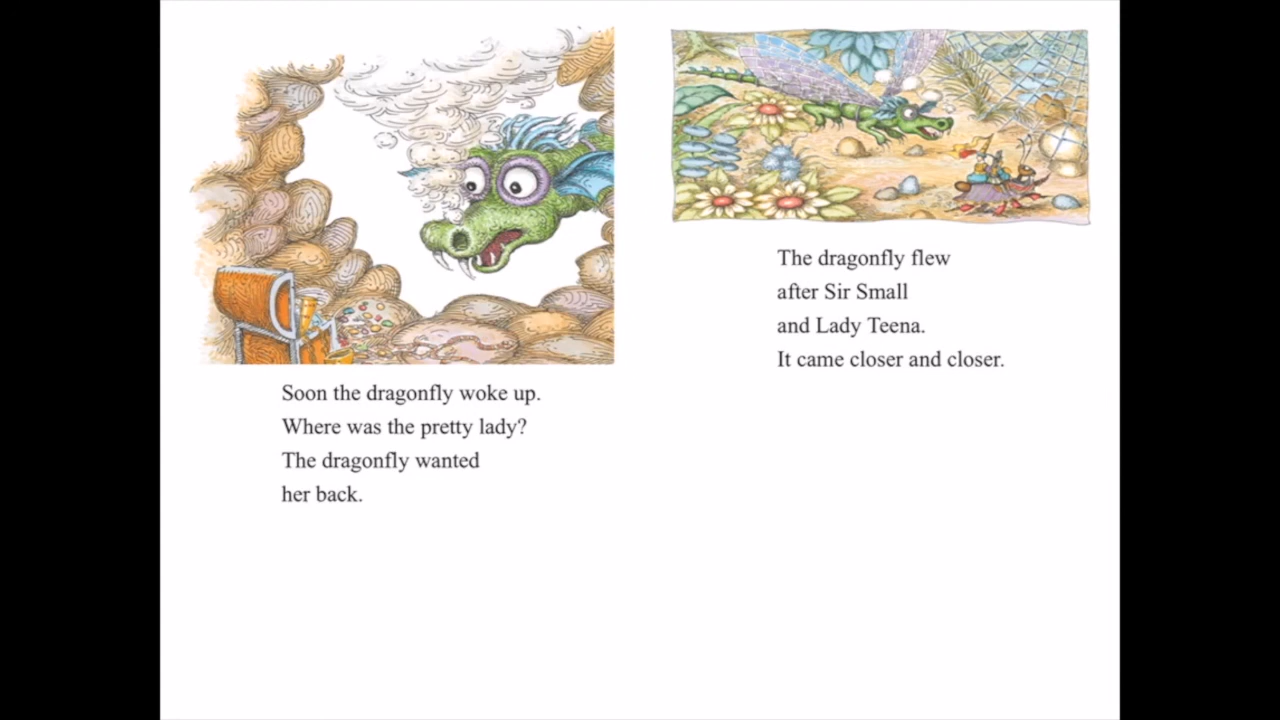 Soon the dragonfly woke up.
Where was the pretty lady?
The dragonfly wanted
her back.
The dragonfly flew
after Sir Small
and Lady Teena.
It came closer and closer.